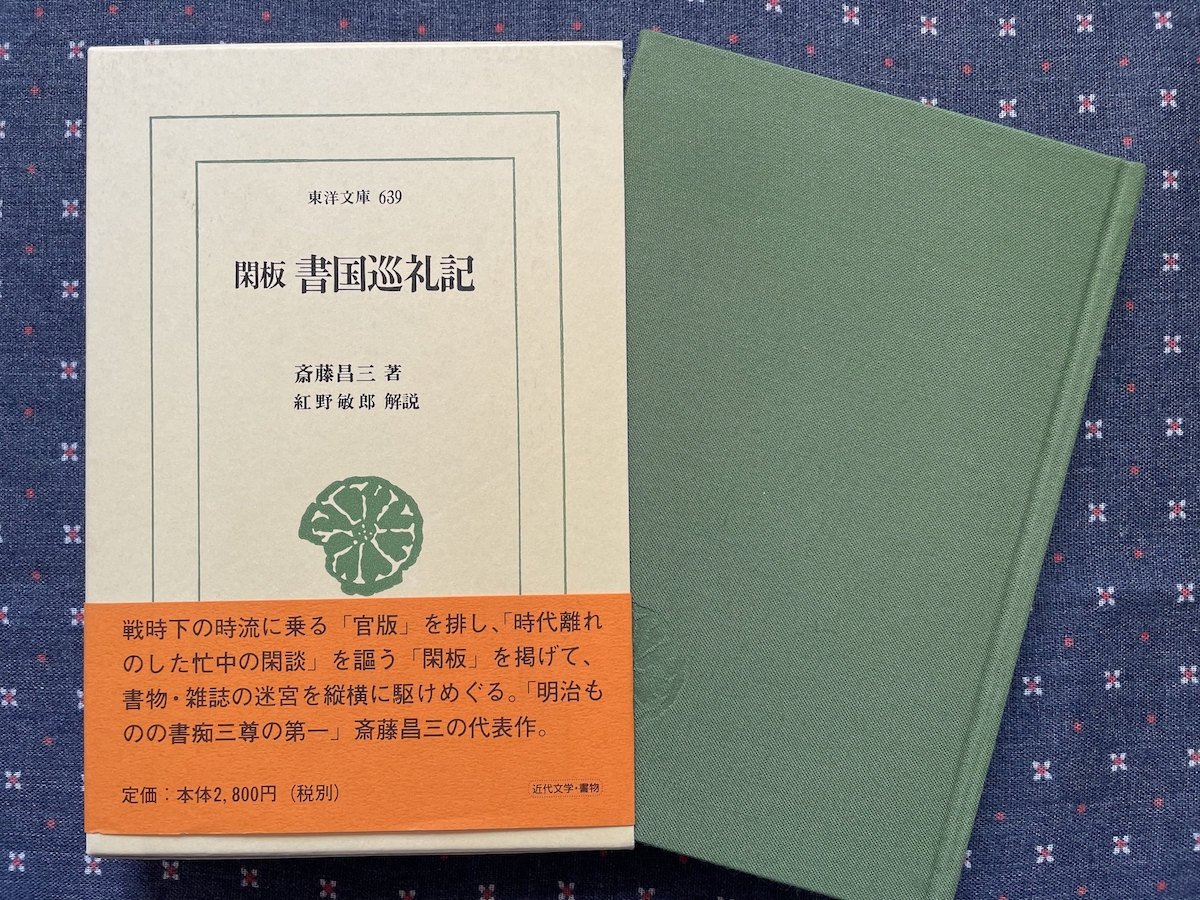 東洋文庫 639
閑板 書国巡礼記
斎藤昌三 著
紅野敏郎 解説
戦時下の時流に乗る「官版」を排し、「時代離れ
のした忙中の閑談」を謳う「閑板」を掲げて、
書物・雑誌の迷宮を縦横に駆けめぐる。「明治も
のの書痴三尊の第一」斎藤昌三の代表作。
定価：本体2,800円（税別）
近代文学・書物